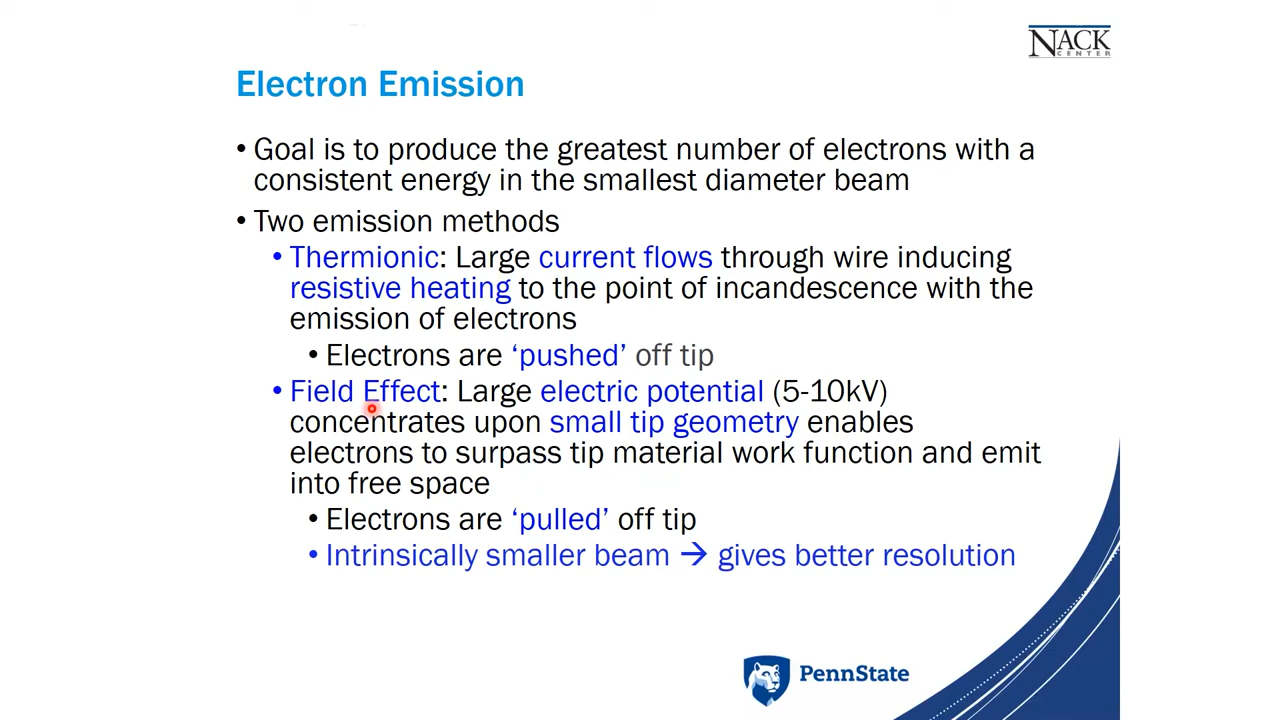 NACK
CENTER
Electron Emission
• Goal is to produce the greatest number of electrons with a
consistent energy in the smallest diameter beam
• Two emission methods
• Thermionic: Large current flows through wire inducing
resistive heating to the point of incandescence with the
emission of electrons
• Electrons are ‘pushed’ off tip
• Field Effect: Large electric potential (5-10kV)
concentrates upon small tip geometry enables
electrons to surpass tip material work function and emit
into free space
• Electrons are ‘pulled’ off tip
• Intrinsically smaller beam → gives better resolution
PennState